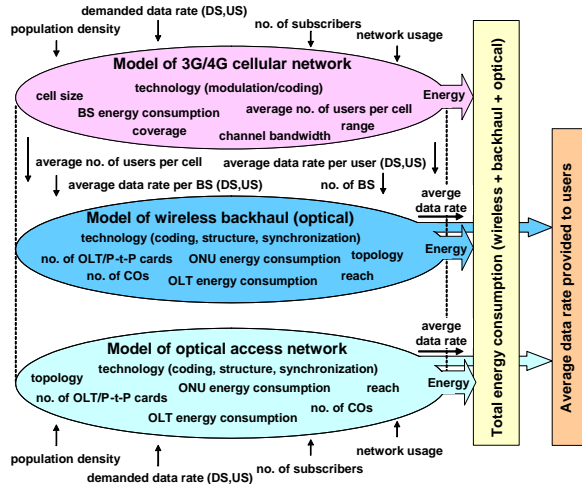 demanded data rate (DS,US)
population density
no. of subscribers
network usage
Model of 3G/4G cellular network
technology (modulation/coding)
cell size
Energy
BS energy consumption
average no. of users per cell
coverage
range
channel bandwidth
average no. of users per cell
average data rate per user (DS,US)
average data rate per BS (DS,US)
no. of BS
averge
data rate
Model of wireless backhaul (optical)
technology (coding, structure, synchronization)
no. of OLT/P-t-P cards
ONU energy consumption
topology
Energy
no. of COs
OLT energy consumption
reach
averge
data rate
Model of optical access network
technology (coding, structure, synchronization)
topology
ONU energy consumption
reach
Energy
no. of OLT/P-t-P cards
no. of COs
OLT energy consumption
population density
demanded data rate (DS,US)
no. of subscribers
network usage
Total energy consumption (wireless + backhaul + optical)
Average data rate provided to users